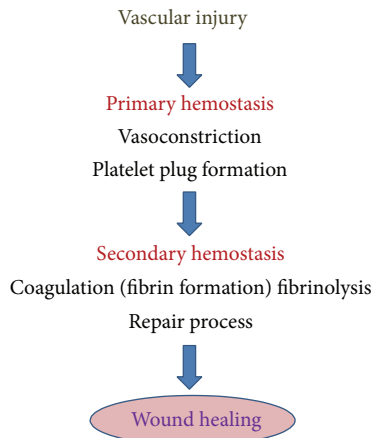 Vascular injury
Primary hemostasis
Vasoconstriction
Platelet plug formation
Secondary hemostasis
Coagulation (fibrin formation) fibrinolysis
Repair process
Wound healing